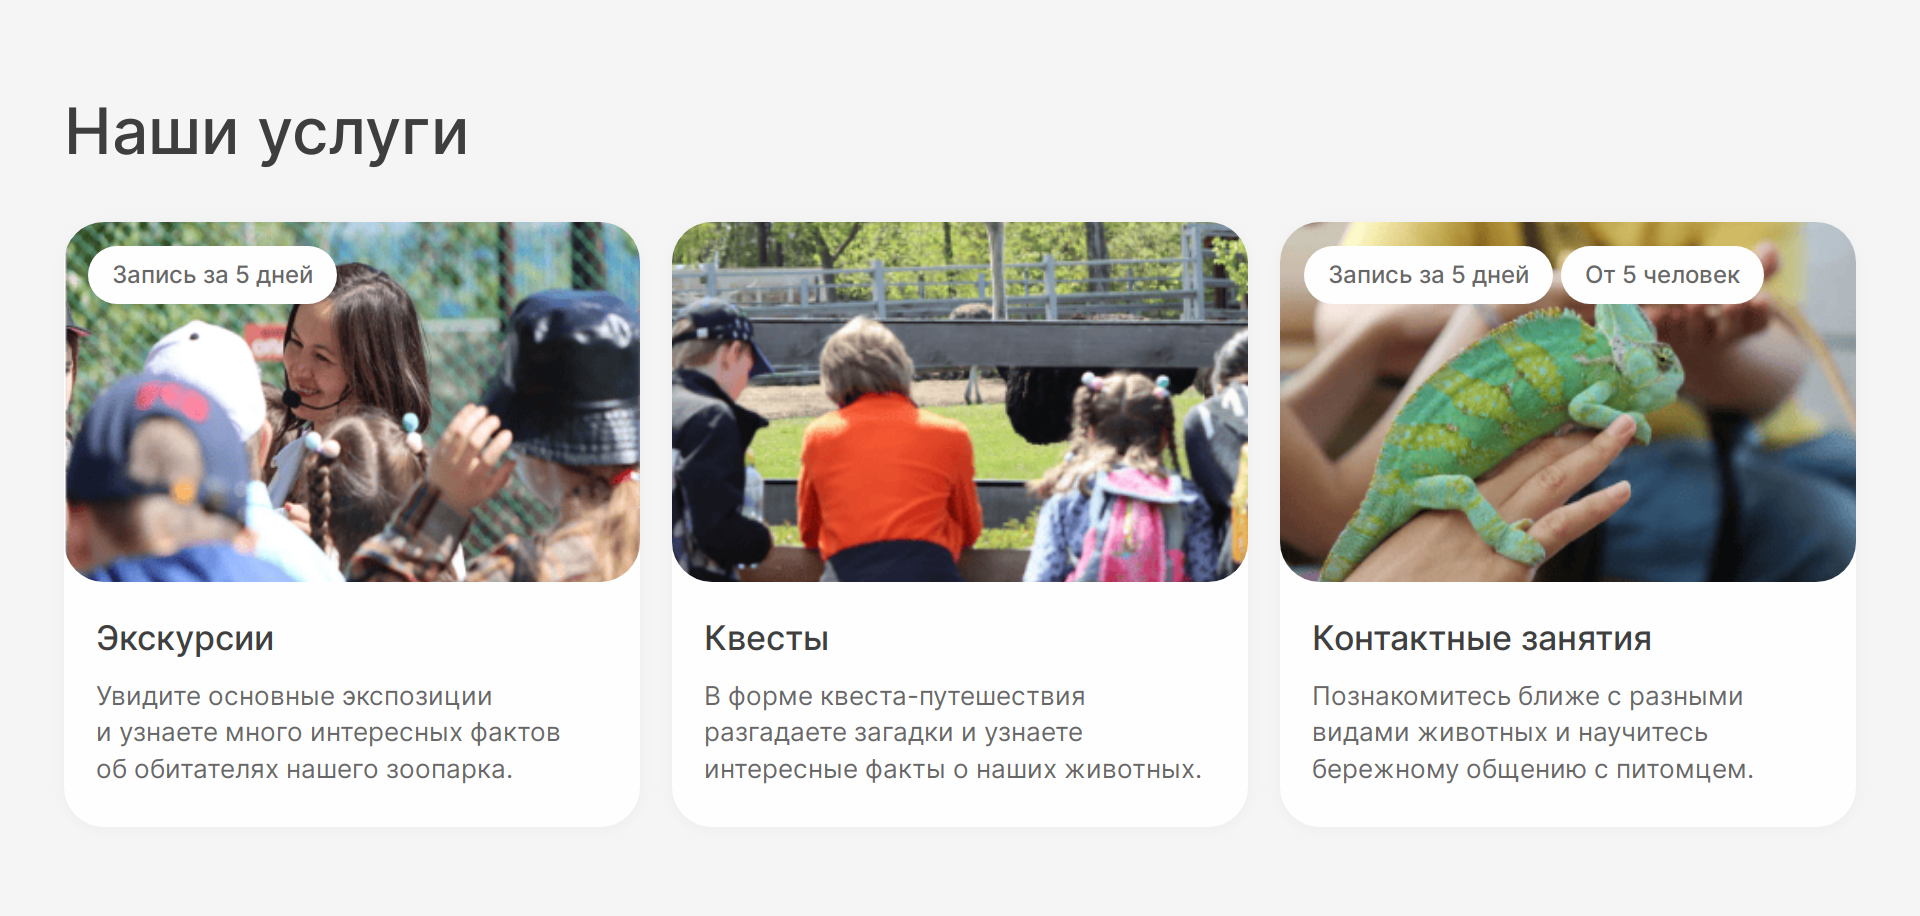 Наши услуги
Запись за 5 дней
Экскурсии
Увидите основные экспозиции
и узнаете много интересных фактов
об обитателях нашего зоопарка.
Квесты
В форме квеста-путешествия
разгадаете загадки и узнаете
интересные факты о наших животных.
Запись за 5 дней
От 5 человек
Контактные занятия
Познакомитесь ближе с разными
видами животных и научитесь
бережному общению с питомцем.